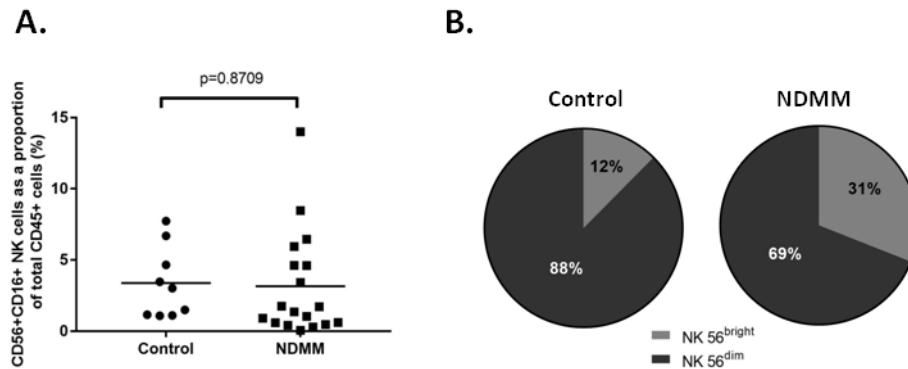 A.
p=0.8709
CD56+CD16+ NK cells as a proportion
of total CD45+ cells (%)
15
10
5
0
Control
NDMM
B.
Control
NDMM
12%
88%
31%
69%
NK 56bright
NK 56dim